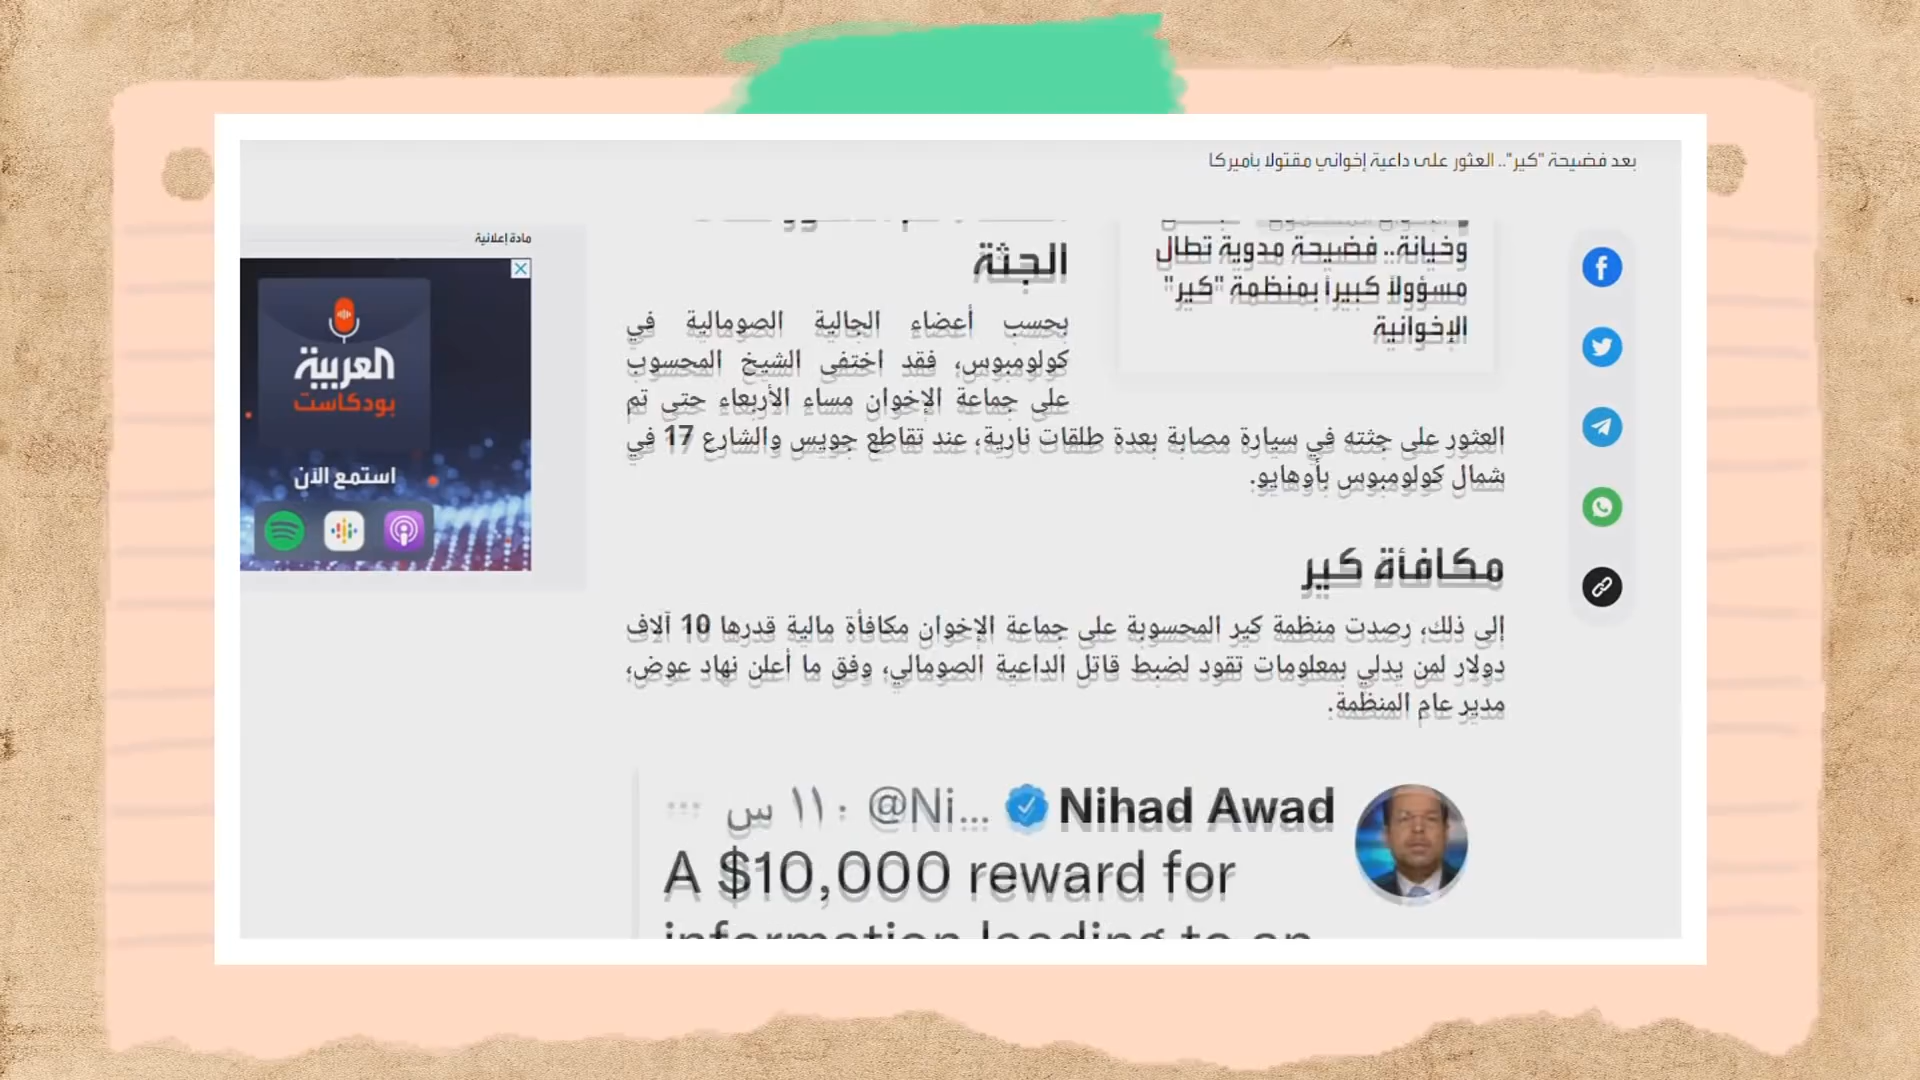 بعد فضيحة "كير".. العثور على داعية إخواني مقتولا بأميركا
وخيانة.. فضيحة مدوية تطال
مسؤولاً كبيراً بمنظمة "كير"
الإخوانية
الجثة
بحسب أعضاء الجالية الصومالية في
كولومبوس، فقد اختفى الشيخ المحسوب
على جماعة الإخوان مساء الأربعاء حتى تم
العثور على جثته في سيارة مصابة بعدة طلقات نارية، عند تقاطع جويس والشارع 17 في
شمال كولومبوس بأوهايو.
مكافأة كير
إلى ذلك، رصدت منظمة كير المحسوبة على جماعة الإخوان مكافأة مالية قدرها 10 آلاف
دولار لمن يدلي بمعلومات تقود لضبط قاتل الداعية الصومالي، وفق ما أعلن نهاد عوض،
مدير عام المنظمة.
Nihad Awad @Ni... · ١١ س ...
A $10,000 reward for
information leading to an
مادة إعلانية
العربية
بودكاست
استمع الآن